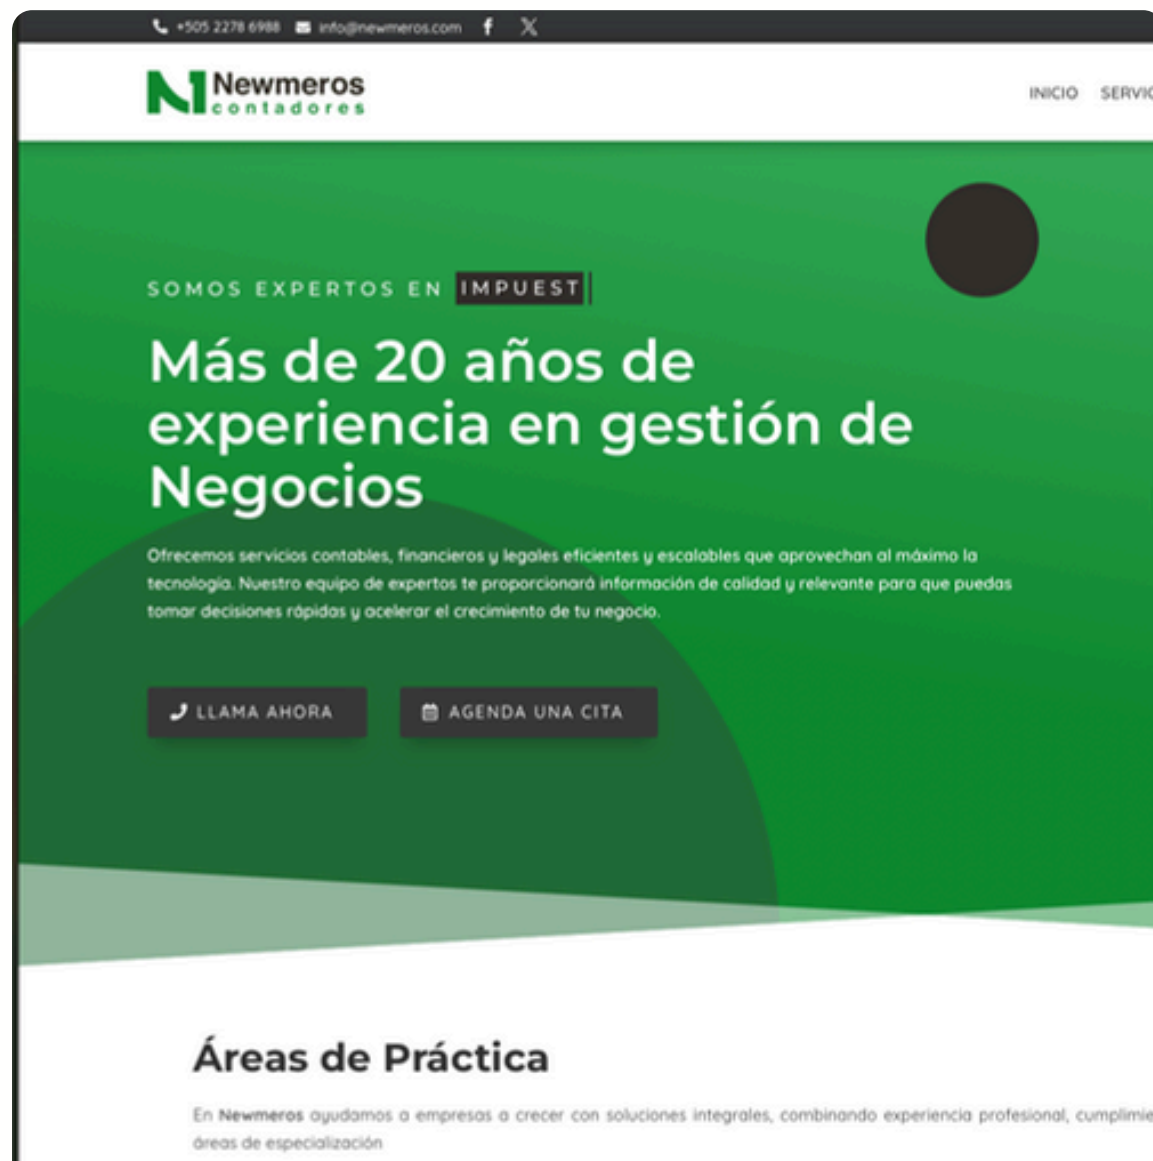 +505 2278 6988 info@newmeros.com
Newmeros
contadores
INICIO SERVIC
SOMOS EXPERTOS EN IMPUEST
Más de 20 años de
experiencia en gestión de
Negocios
Ofrecemos servicios contables, financieros y legales eficientes y escalables que aprovechan al máximo la
tecnología. Nuestro equipo de expertos te proporcionará información de calidad y relevante para que puedas
tomar decisiones rápidas y acelerar el crecimiento de tu negocio.
LLAMA AHORA AGENDA UNA CITA
Áreas de Práctica
En Newmeros ayudamos a empresas a crecer con soluciones integrales, combinando experiencia profesional, cumplimie
áreas de especialización